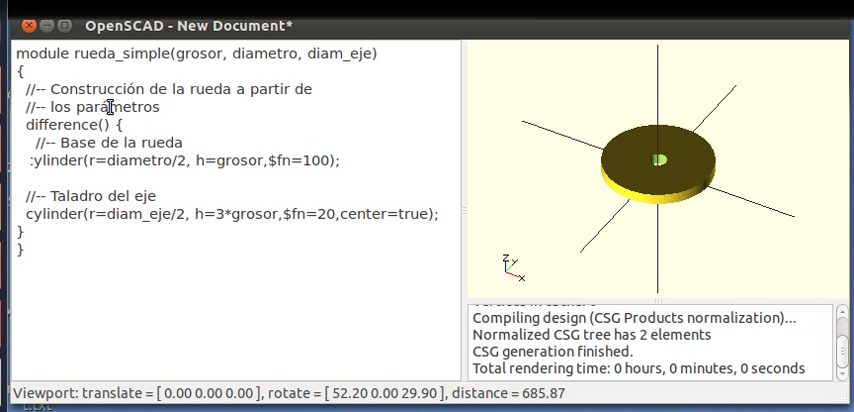 OpenSCAD - New Document*
module rueda_simple(grosor, diametro, diam_eje)
{
//-- Construcción de la rueda a partir de
//-- los parámetros
difference() {
//-- Base de la rueda
:ylinder(r=diametro/2, h=grosor,$fn=100);
//-- Taladro del eje
cylinder(r=diam_eje/2, h=3*grosor,$fn=20,center=true);
}
}
Z
Y
X
Compiling design (CSG Products normalization)...
Normalized CSG tree has 2 elements
CSG generation finished.
Total rendering time: 0 hours, 0 minutes, 0 seconds
Viewport: translate = [ 0.00 0.00 0.00 ], rotate = [ 52.20 0.00 29.90 ], distance = 685.87